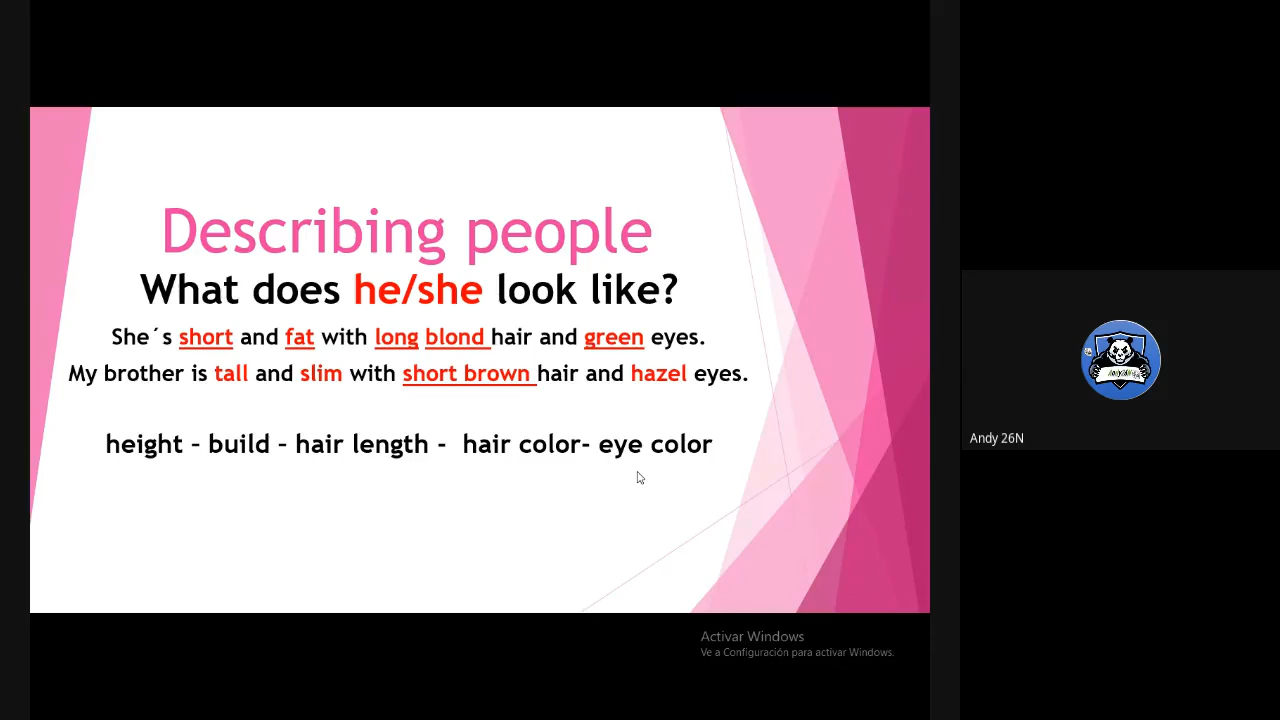 Describing people
What does he/she look like?
She´s short and fat with long blond hair and green eyes.
My brother is tall and slim with short brown hair and hazel eyes.
height – build – hair length - hair color- eye color
Andy 26N
Activar Windows
Ve a Configuración para activar Windows.